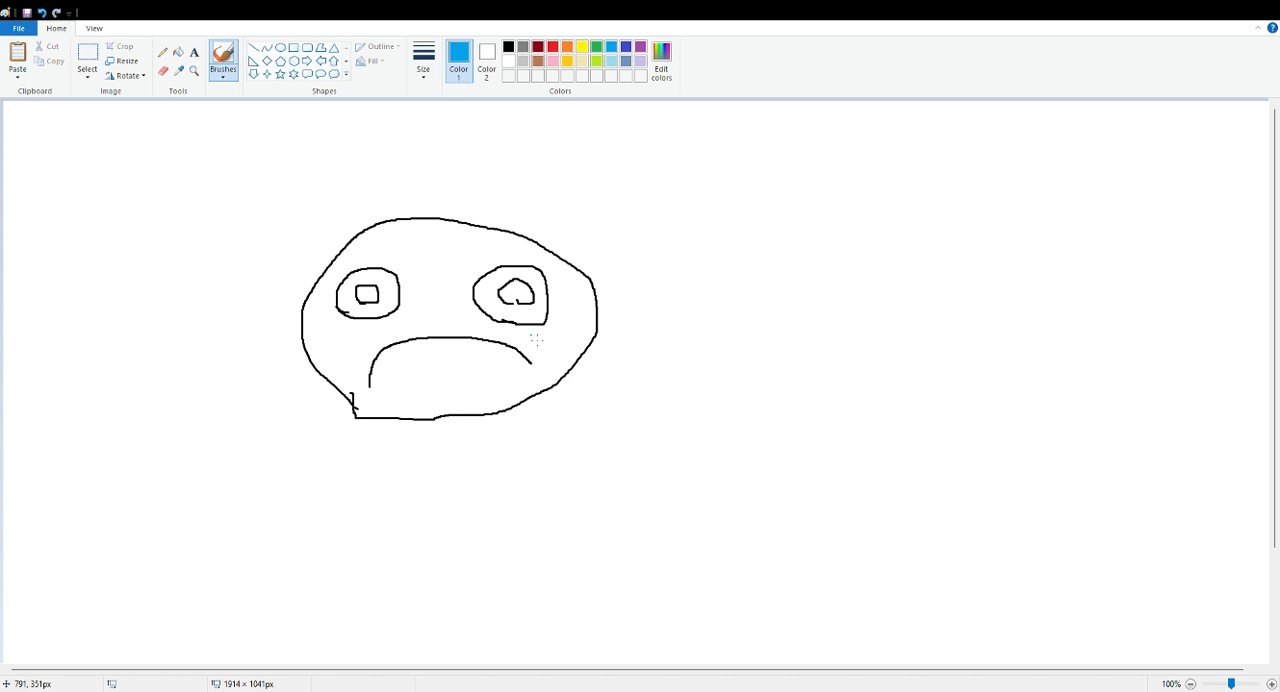 File Home View
Paste Cut Copy Clipboard
Select Crop Resize Rotate Image
A
Tools
Brushes
Outline Fill Shapes
Size
Color 1 Color 2 Edit colors Colors
791, 351px 1914 × 1041px 100%